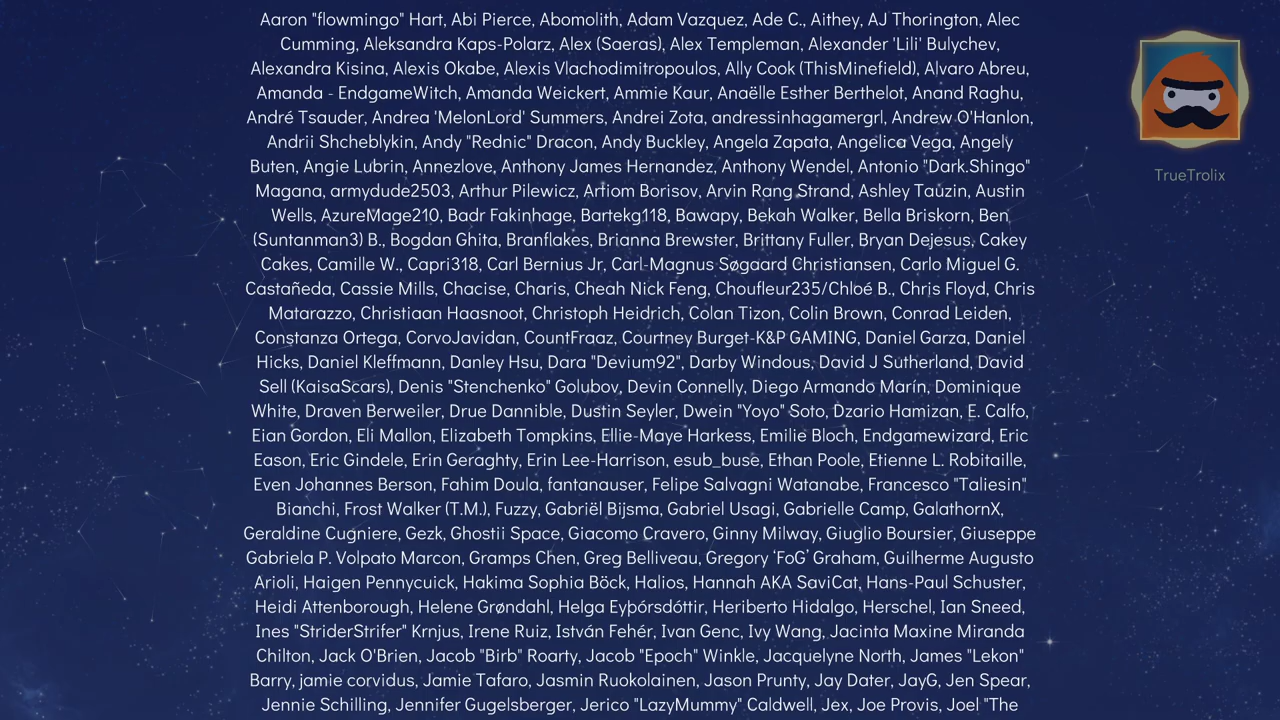 Aaron "flowmingo" Hart, Abi Pierce, Abomolith, Adam Vazquez, Ade C., Aithey, AJ Thorington, Alec
Cumming, Aleksandra Kaps-Polarz, Alex (Saeras), Alex Templeman, Alexander 'Lili' Bulychev,
Alexandra Kisina, Alexis Okabe, Alexis Vlachodimitropoulos, Ally Cook (ThisMinefield), Alvaro Abreu,
Amanda - EndgameWitch, Amanda Weickert, Ammie Kaur, Anaëlle Esther Berthelot, Anand Raghu,
André Tsauder, Andrea 'MelonLord' Summers, Andrei Zota, andressinhagamergrl, Andrew O'Hanlon,
Andrii Shcheblykin, Andy "Rednic" Dracon, Andy Buckley, Angela Zapata, Angélica Vega, Angely
Buten, Angie Lubrin, Annezlove, Anthony James Hernandez, Anthony Wendel, Antonio "Dark.Shingo"
Magana, armydude2503, Arthur Pilewicz, Artiom Borisov, Arvin Rang Strand, Ashley Tauzin, Austin
Wells, AzureMage210, Badr Fakinhage, Bartekg118, Bawapy, Bekah Walker, Bella Briskorn, Ben
(Suntanman3) B., Bogdan Ghita, Branflakes, Brianna Brewster, Brittany Fuller, Bryan Dejesus, Cakey
Cakes, Camille W., Capri318, Carl Bernius Jr, Carl-Magnus Søgaard Christiansen, Carlo Miguel G.
Castañeda, Cassie Mills, Chacise, Charis, Cheah Nick Feng, Choufleur235/Chloé B., Chris Floyd, Chris
Matarazzo, Christiaan Haasnoot, Christoph Heidrich, Colan Tizon, Colin Brown, Conrad Leiden,
Constanza Ortega, CorvoJavidan, CountFraaz, Courtney Burget-K&P GAMING, Daniel Garza, Daniel
Hicks, Daniel Kleffmann, Danley Hsu, Dara "Devium92", Darby Windous, David J Sutherland, David
Sell (KaisaScars), Denis "Stenchenko" Golubov, Devin Connelly, Diego Armando Marín, Dominique
White, Draven Berweiler, Drue Dannible, Dustin Seyler, Dwein "Yoyo" Soto, Dzario Hamizan, E. Calfo,
Eian Gordon, Eli Mallon, Elizabeth Tompkins, Ellie-Maye Harkess, Emilie Bloch, Endgamewizard, Eric
Eason, Eric Gindele, Erin Geraghty, Erin Lee-Harrison, esub_buse, Ethan Poole, Etienne L. Robitaille,
Even Johannes Berson, Fahim Doula, fantanauser, Felipe Salvagni Watanabe, Francesco "Taliesin"
Bianchi, Frost Walker (T.M.), Fuzzy, Gabriël Bijsma, Gabriel Usagi, Gabrielle Camp, GalathornX,
Geraldine Cugniere, Gezk, Ghostii Space, Giacomo Cravero, Ginny Milway, Giuglio Boursier, Giuseppe
Gabriela P. Volpato Marcon, Gramps Chen, Greg Belliveau, Gregory ‘FoG’ Graham, Guilherme Augusto
Arioli, Haigen Pennycuick, Hakima Sophia Böck, Halios, Hannah AKA SaviCat, Hans-Paul Schuster,
Heidi Attenborough, Helene Grøndahl, Helga Eyþórsdóttir, Heriberto Hidalgo, Herschel, Ian Sneed,
Ines "StriderStrifer" Krnjus, Irene Ruiz, István Fehér, Ivan Genc, Ivy Wang, Jacinta Maxine Miranda
Chilton, Jack O'Brien, Jacob "Birb" Roarty, Jacob "Epoch" Winkle, Jacquelyne North, James "Lekon"
Barry, jamie corvidus, Jamie Tafaro, Jasmin Ruokolainen, Jason Prunty, Jay Dater, JayG, Jen Spear,
Jennie Schilling, Jennifer Gugelsberger, Jerico "LazyMummy" Caldwell, Jex, Joe Provis, Joel "The
TrueTrolix